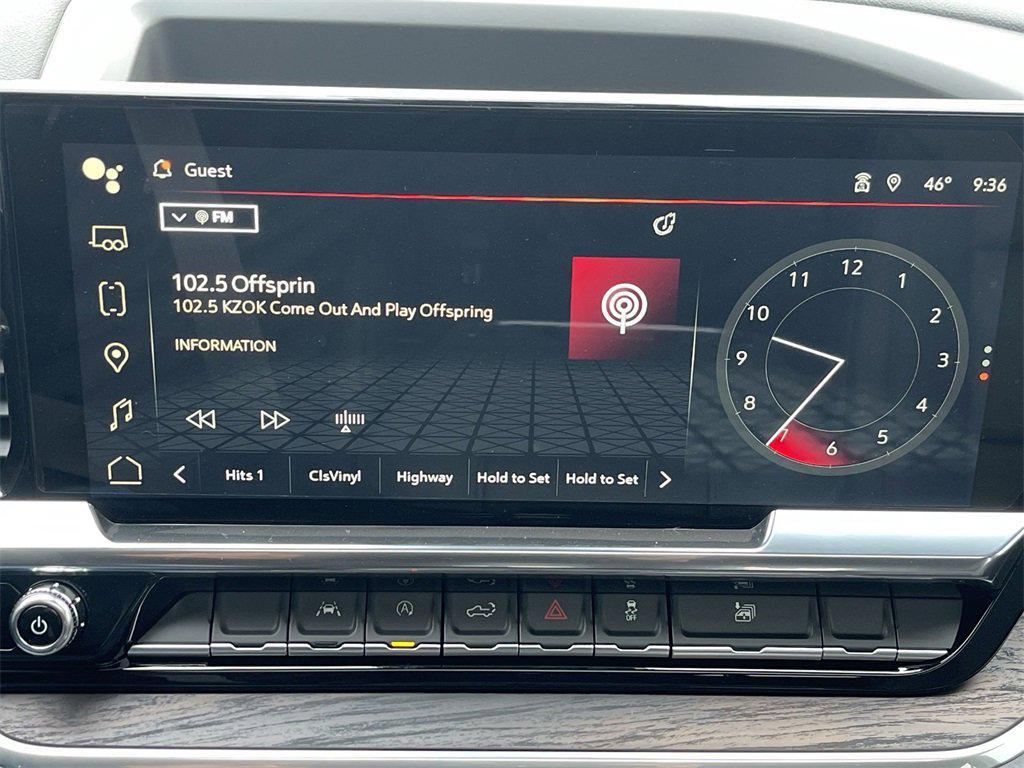 Guest
46° 9:36
FM
102.5 Offsprin
102.5 KZOK Come Out And Play Offspring
INFORMATION
12
1
2
3
4
5
6
7
8
9
10
11
Hits 1
ClsVinyl
Highway
Hold to Set
Hold to Set
A
OFF